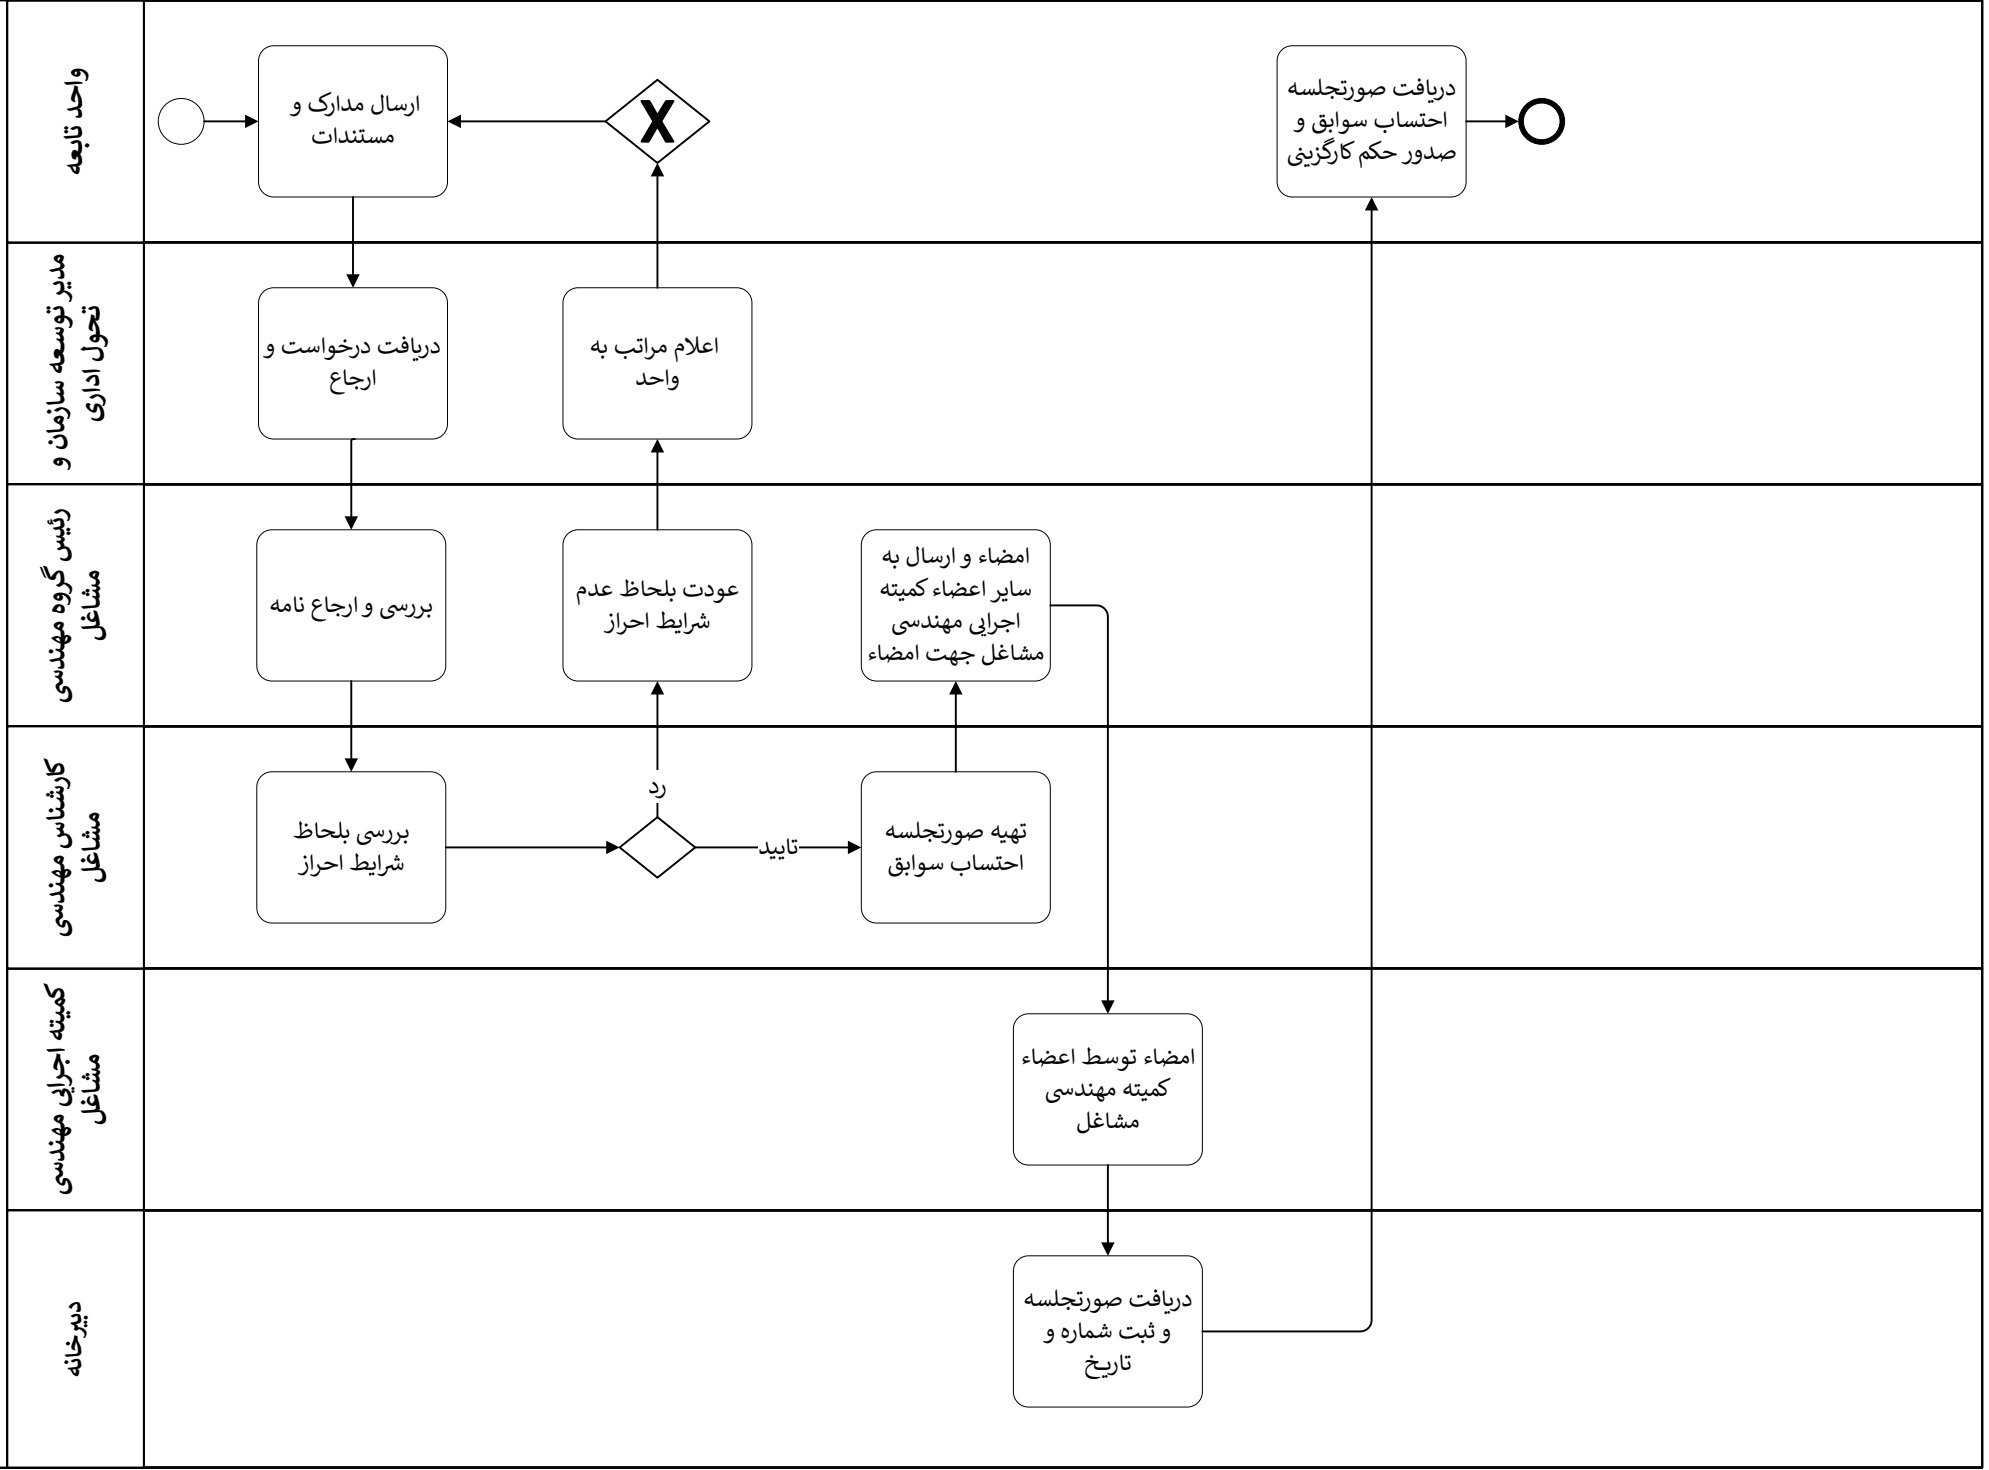 واحد تابعه
ارسال مدارک و
مستندات
X
دریافت صورتجلسه
احتساب سوابق و
صدور حکم کارگزینی
مدیر توسعه سازمان و
تحول اداری
دریافت درخواست و
ارجاع
اعلام مراتب به
واحد
رئیس گروه مهندسی
مشاغل
بررسی و ارجاع نامه
عودت بلحاظ عدم
شرایط احراز
امضاء و ارسال به
سایر اعضاء کمیته
اجرایی مهندسی
مشاغل جهت امضاء
کارشناس مهندسی
مشاغل
بررسی بلحاظ
شرایط احراز
رد
تایید
تهیه صورتجلسه
احتساب سوابق
کمیته اجرایی مهندسی
مشاغل
امضاء توسط اعضاء
کمیته مهندسی
مشاغل
دبیرخانه
دریافت صورتجلسه
و ثبت شماره و
تاریخ